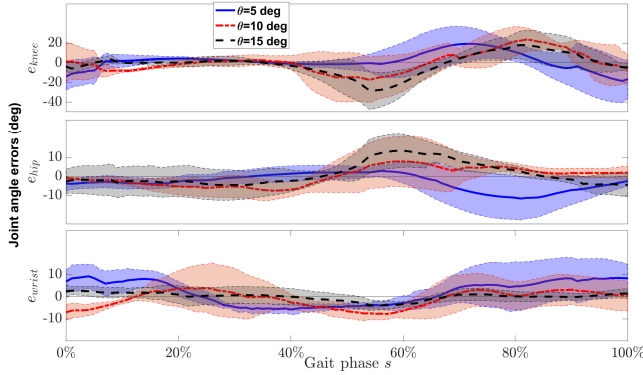 θ=5 deg
θ=10 deg
θ=15 deg
Joint angle errors (deg)
e_knee
20
0
-20
-40
e_hip
10
0
-10
e_wrist
10
0
-10
0% 20% 40% 60% 80% 100%
Gait phase s